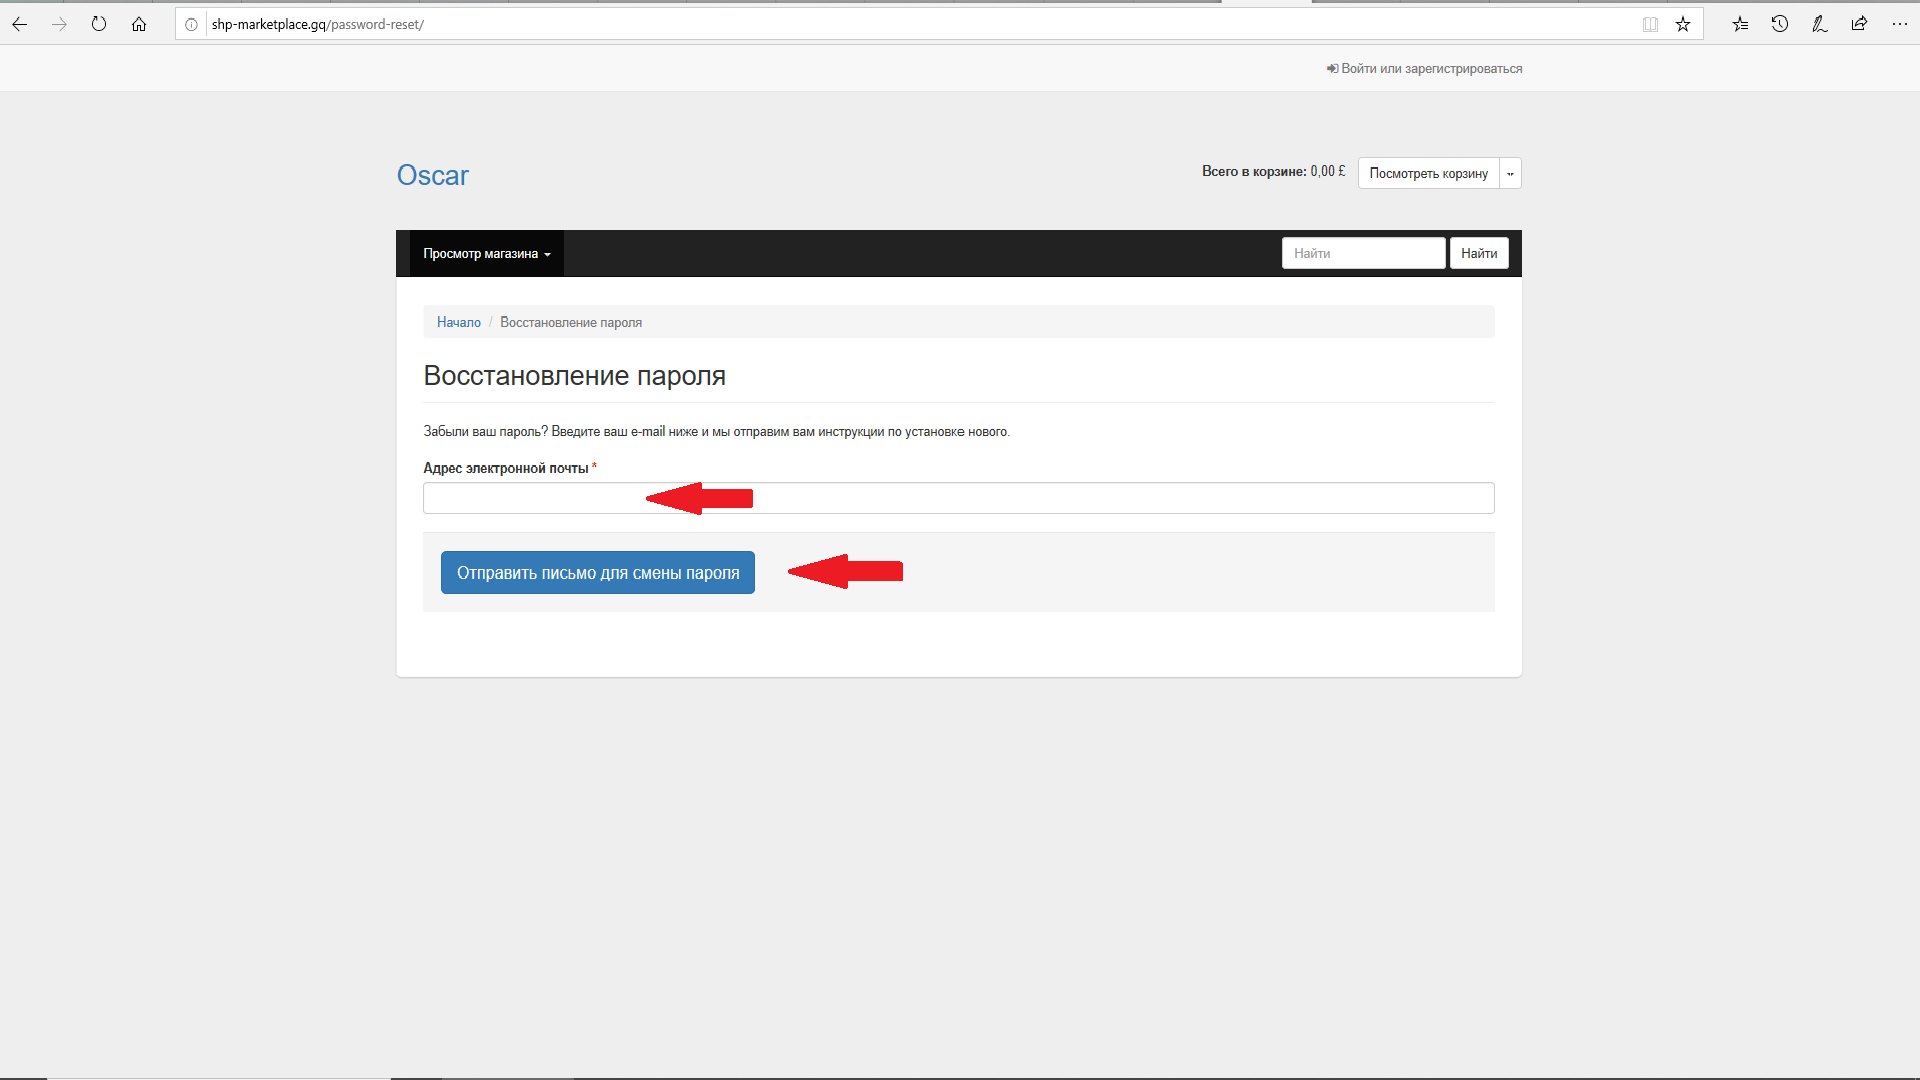 shp-marketplace.gq/password-reset/
Войти или зарегистрироваться
Oscar
Всего в корзине: 0,00 £
Посмотреть корзину
Просмотр магазина
Найти
Найти
Начало / Восстановление пароля
Восстановление пароля
Забыли ваш пароль? Введите ваш e-mail ниже и мы отправим вам инструкции по установке нового.
Адрес электронной почты *
Отправить письмо для смены пароля